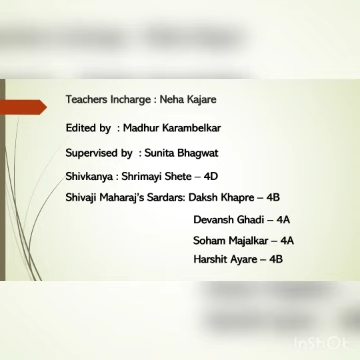 Teachers Incharge : Neha Kajare
Edited by : Madhur Karambelkar
Supervised by : Sunita Bhagwat
Shivkanya : Shrimayi Shete – 4D
Shivaji Maharaj's Sardars: Daksh Khapre – 4B
Devansh Ghadi – 4A
Soham Majalkar – 4A
Harshit Ayare – 4B
InShOt